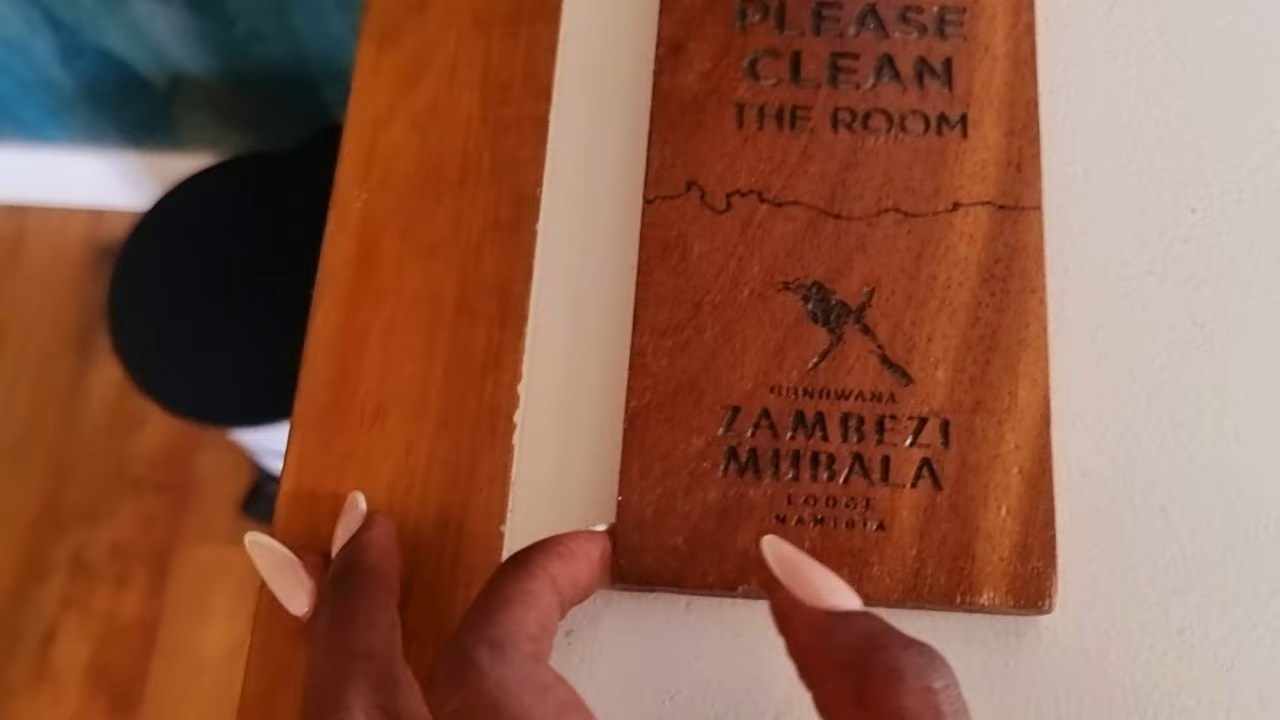 PLEASE
CLEAN
THE ROOM
GONDWANA
ZAMBEZI
MUBALA
LODGE
NAMIBIA